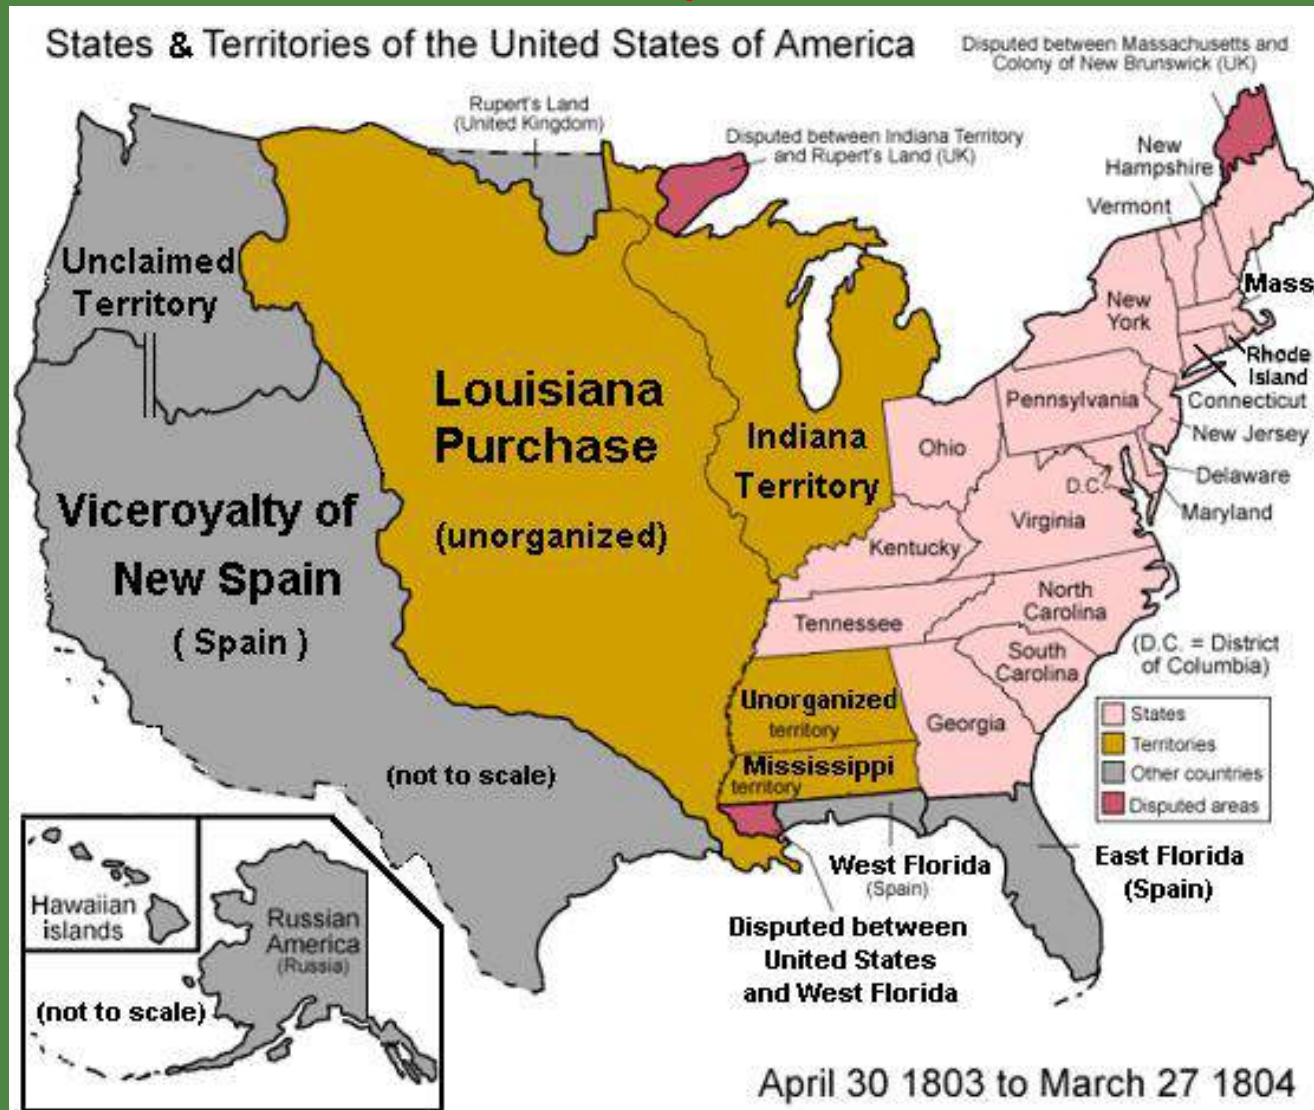 States & Territories of the United States of America
Disputed between Massachusetts and
Colony of New Brunswick (UK)
Rupert's Land
(United Kingdom)
Disputed between Indiana Territory
and Rupert's Land (UK)
New
Hampshire
Vermont
Unclaimed
Territory
Mass
New
York
Rhode
Island
Louisiana
Purchase
(unorganized)
Indiana
Territory
Pennsylvania
Connecticut
New Jersey
Ohio
Delaware
D.C.
Maryland
Virginia
Kentucky
Viceroyalty of
New Spain
( Spain )
North
Carolina
Tennessee
South
Carolina
(D.C. = District
of Columbia)
Unorganized
territory
Georgia
Mississippi
territory
States
Territories
Other countries
Disputed areas
(not to scale)
West Florida
(Spain)
East Florida
(Spain)
Disputed between
United States
and West Florida
Hawaiian
islands
Russian
America
(Russia)
(not to scale)
April 30 1803 to March 27 1804